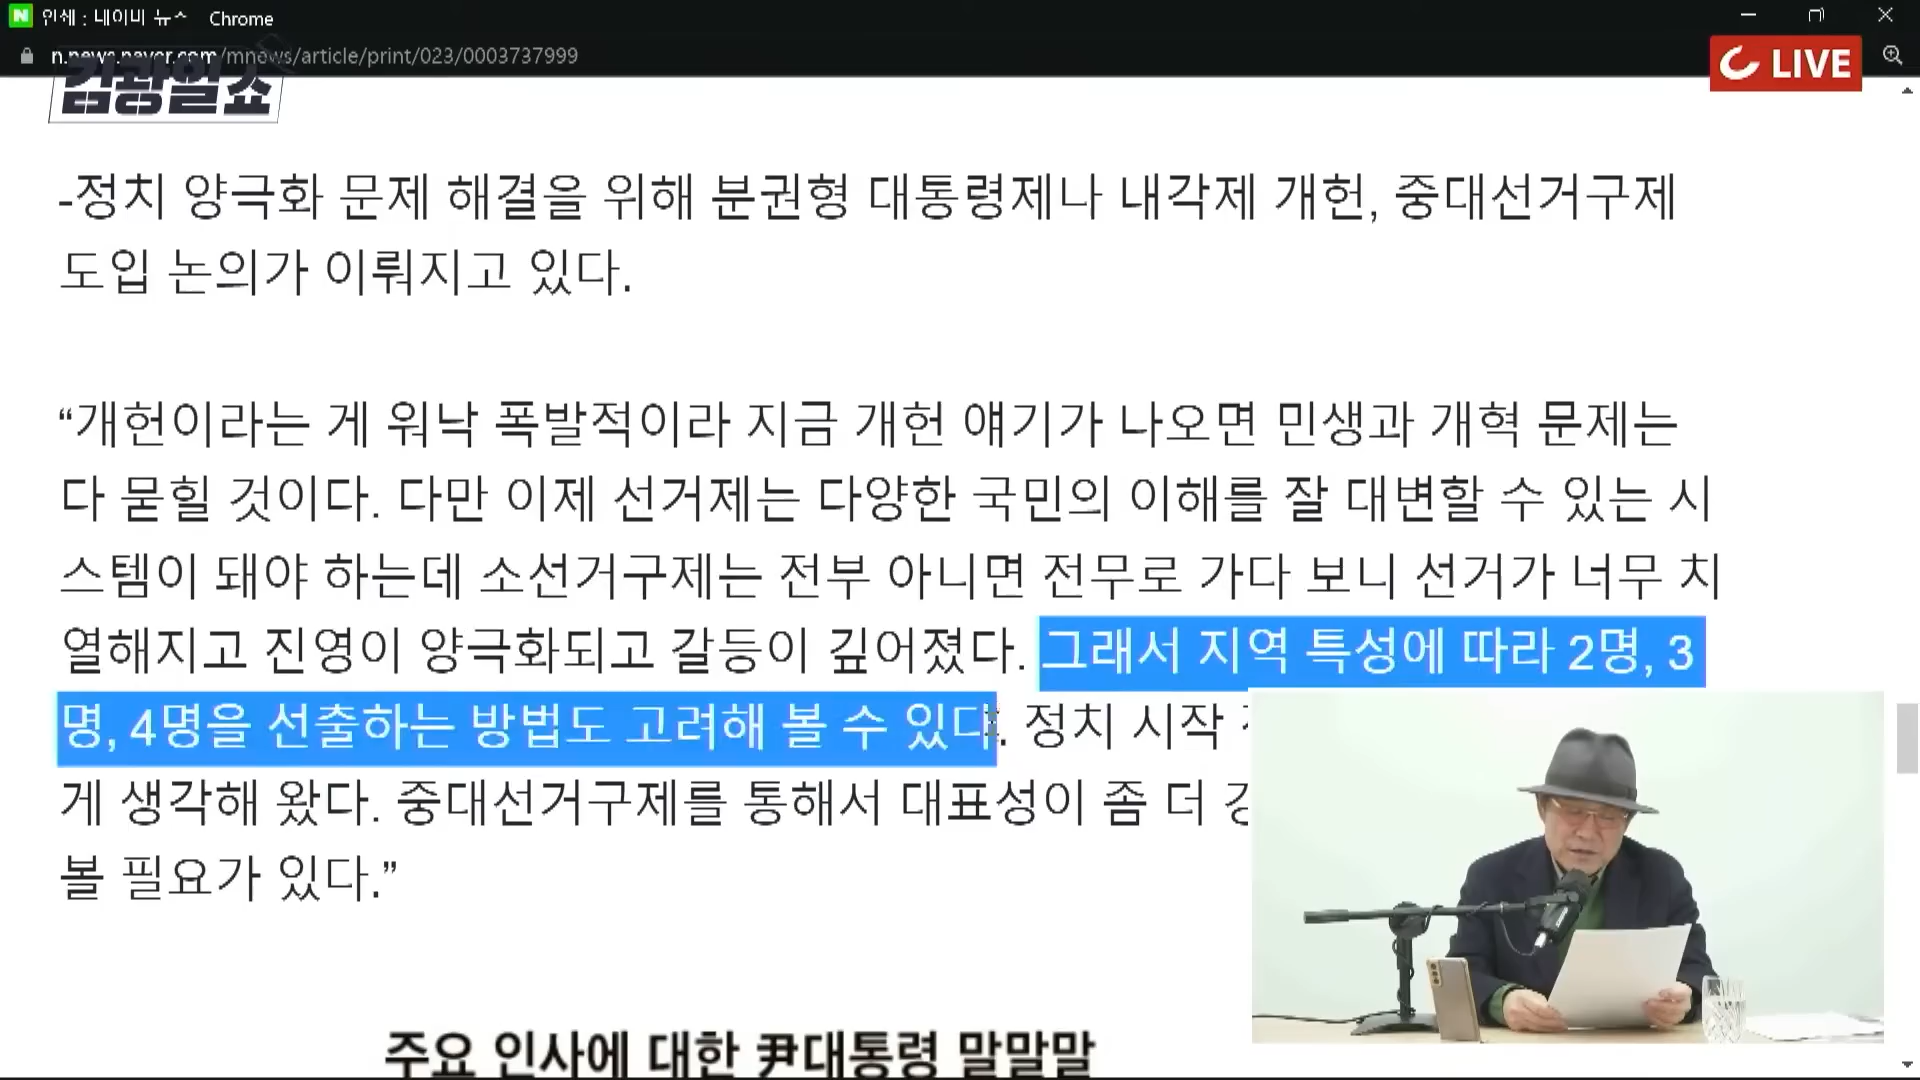 인쇄 : 네이버 뉴스 Chrome
n.news.naver.com/mnews/article/print/023/0003737999
LIVE
김광일쇼
-정치 양극화 문제 해결을 위해 분권형 대통령제나 내각제 개헌, 중대선거구제
도입 논의가 이뤄지고 있다.
“개헌이라는 게 워낙 폭발적이라 지금 개헌 얘기가 나오면 민생과 개혁 문제는
다 묻힐 것이다. 다만 이제 선거제는 다양한 국민의 이해를 잘 대변할 수 있는 시
스템이 돼야 하는데 소선거구제는 전부 아니면 전무로 가다 보니 선거가 너무 치
열해지고 진영이 양극화되고 갈등이 깊어졌다. 그래서 지역 특성에 따라 2명, 3
명, 4명을 선출하는 방법도 고려해 볼 수 있다. 정치 시작
게 생각해 왔다. 중대선거구제를 통해서 대표성이 좀 더
볼 필요가 있다.”
주요 인사에 대한 尹대통령 말말말